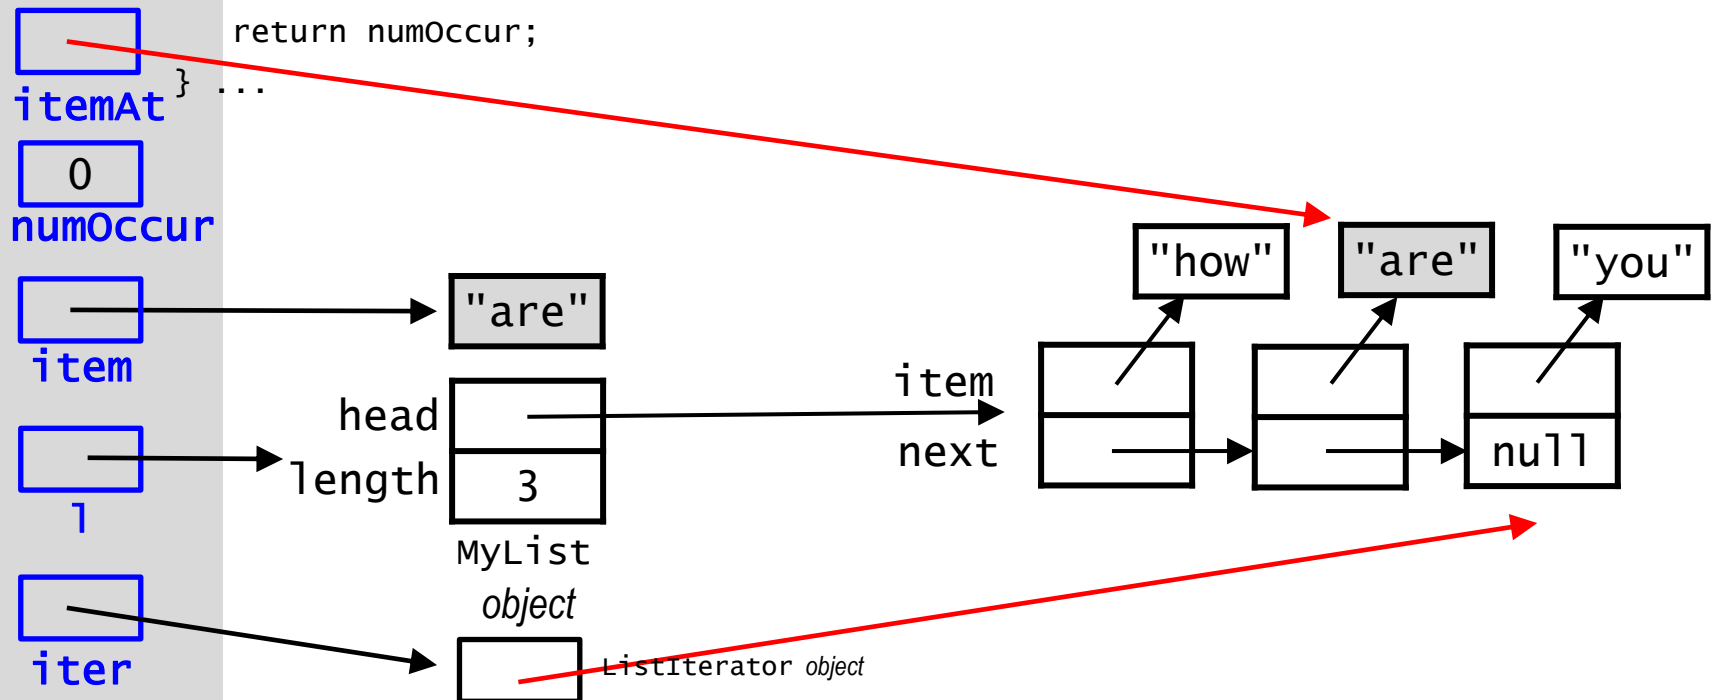 return numOccur;
} ...
itemAt
0
numOccur
"how" "are" "you"
"are"
item
item
head
next
null
length
3
l
MyList
object
iter
ListIterator object